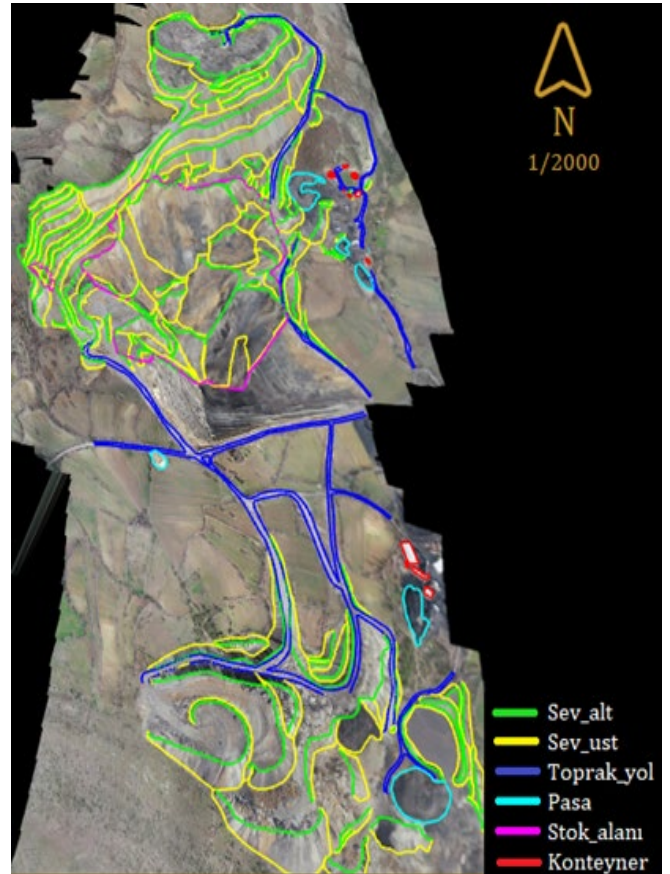 N
1/2000
Sev_alt
Sev_ust
Toprak_yol
Pasa
Stok_alanı
Konteyner